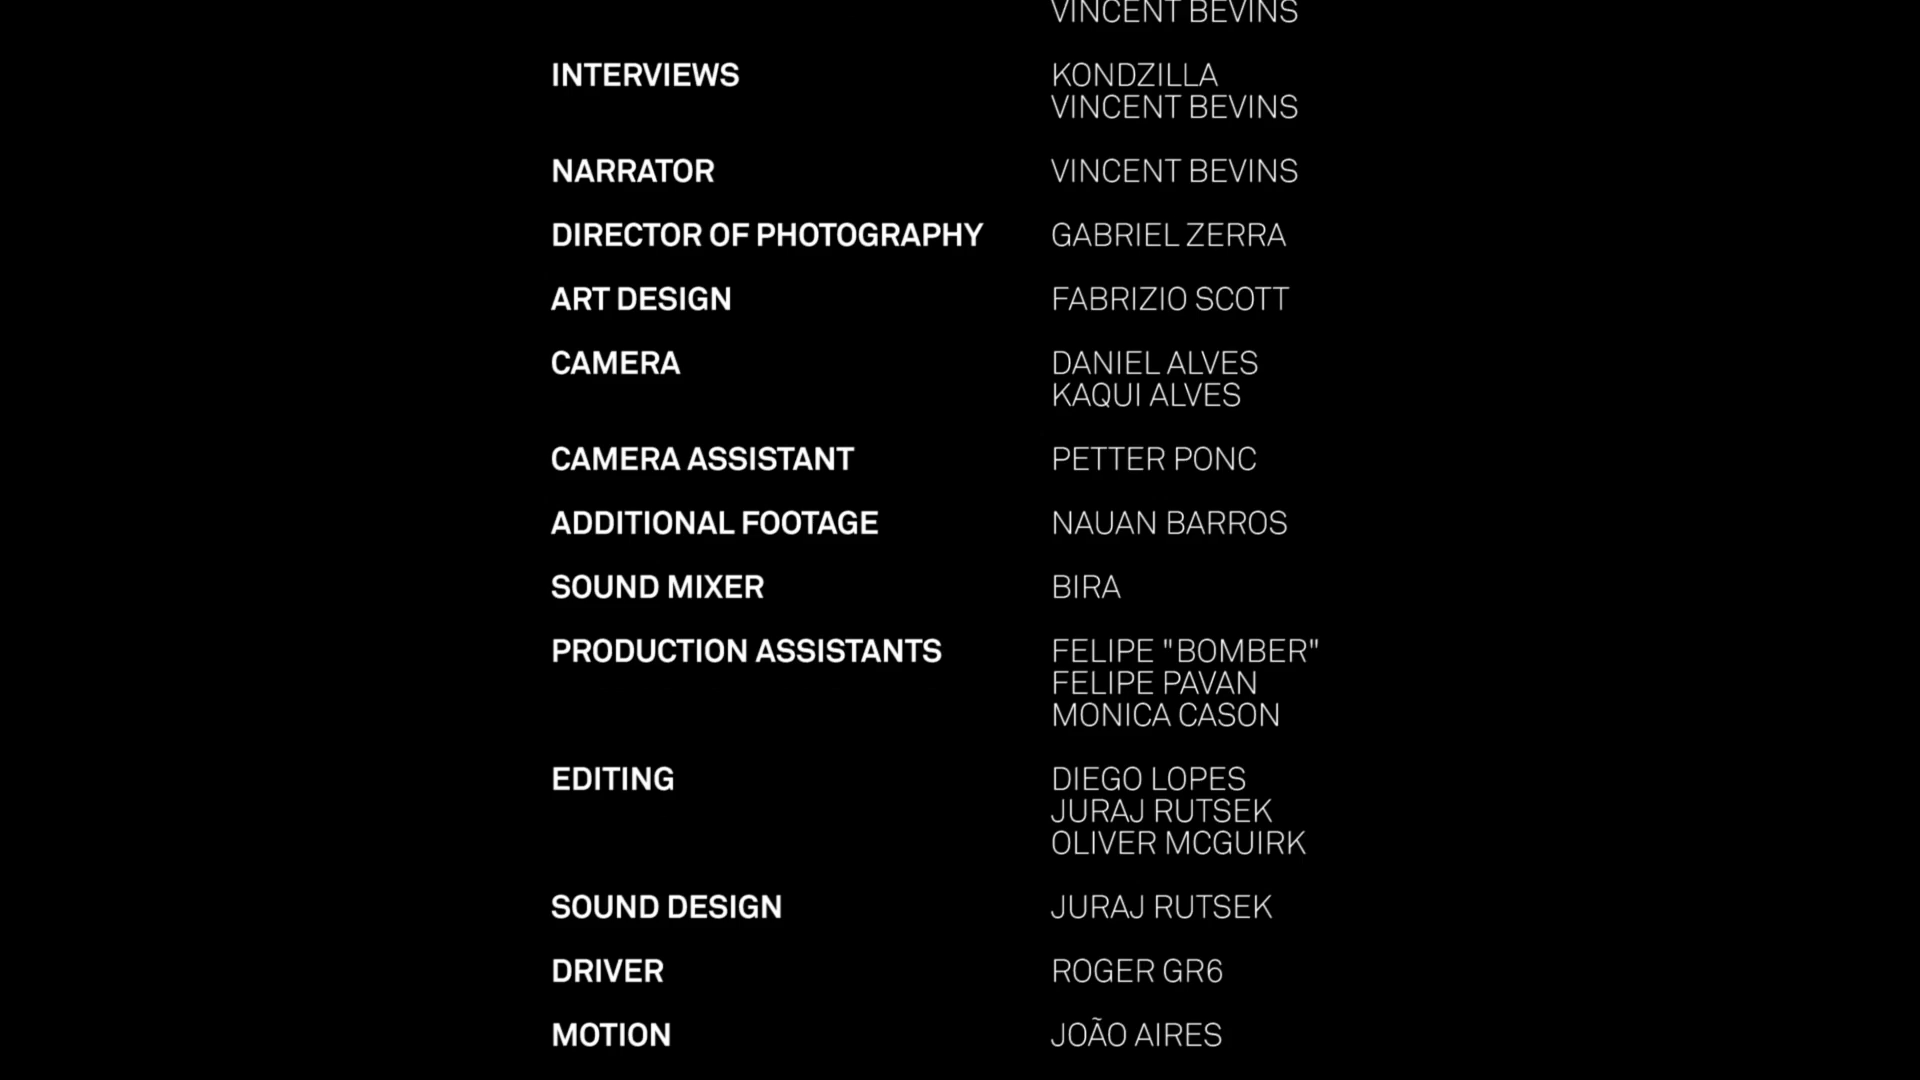 VINCENT BEVINS
INTERVIEWS KONDZILLA
VINCENT BEVINS
NARRATOR VINCENT BEVINS
DIRECTOR OF PHOTOGRAPHY GABRIEL ZERRA
ART DESIGN FABRIZIO SCOTT
CAMERA DANIEL ALVES
KAQUI ALVES
CAMERA ASSISTANT PETTER PONC
ADDITIONAL FOOTAGE NAUAN BARROS
SOUND MIXER BIRA
PRODUCTION ASSISTANTS FELIPE "BOMBER"
FELIPE PAVAN
MONICA CASON
EDITING DIEGO LOPES
JURAJ RUTSEK
OLIVER MCGUIRK
SOUND DESIGN JURAJ RUTSEK
DRIVER ROGER GR6
MOTION JOÃO AIRES